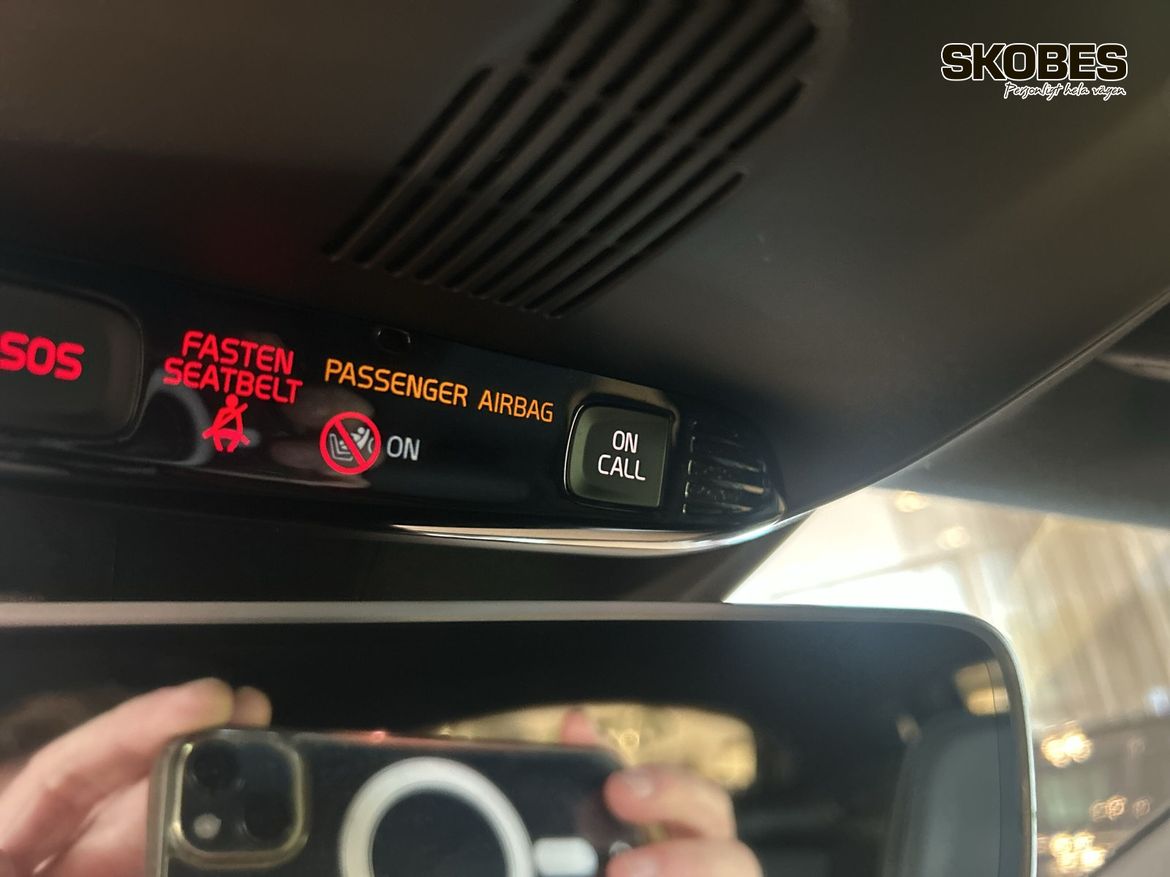 SKOBES
Personligt hela vägen
SOS
FASTEN
SEATBELT
PASSENGER AIRBAG
ON
ON
CALL